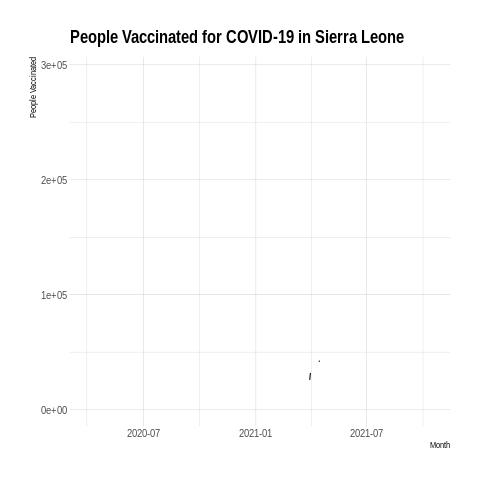 People Vaccinated for COVID-19 in Sierra Leone
People Vaccinated
3e+05
2e+05
1e+05
0e+00
2020-07 2021-01 2021-07
Month